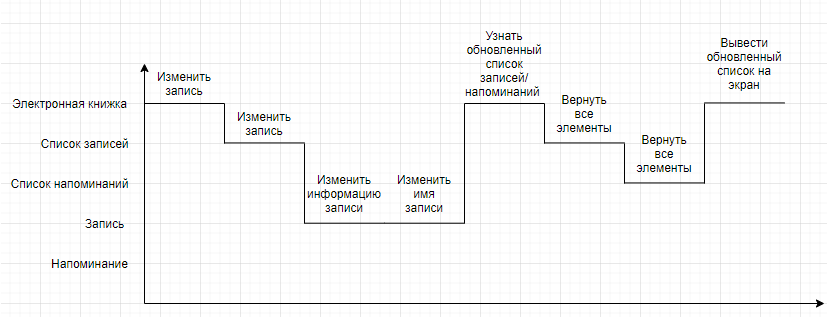 Изменить
запись
Электронная книжка
Изменить
запись
Список записей
Изменить
информацию
записи
Изменить
имя
записи
Список напоминаний
Запись
Напоминание
Узнать
обновленный
список
записей/
напоминаний
Вернуть
все
элементы
Вернуть
все
элементы
Вывести
обновленный
список на
экран